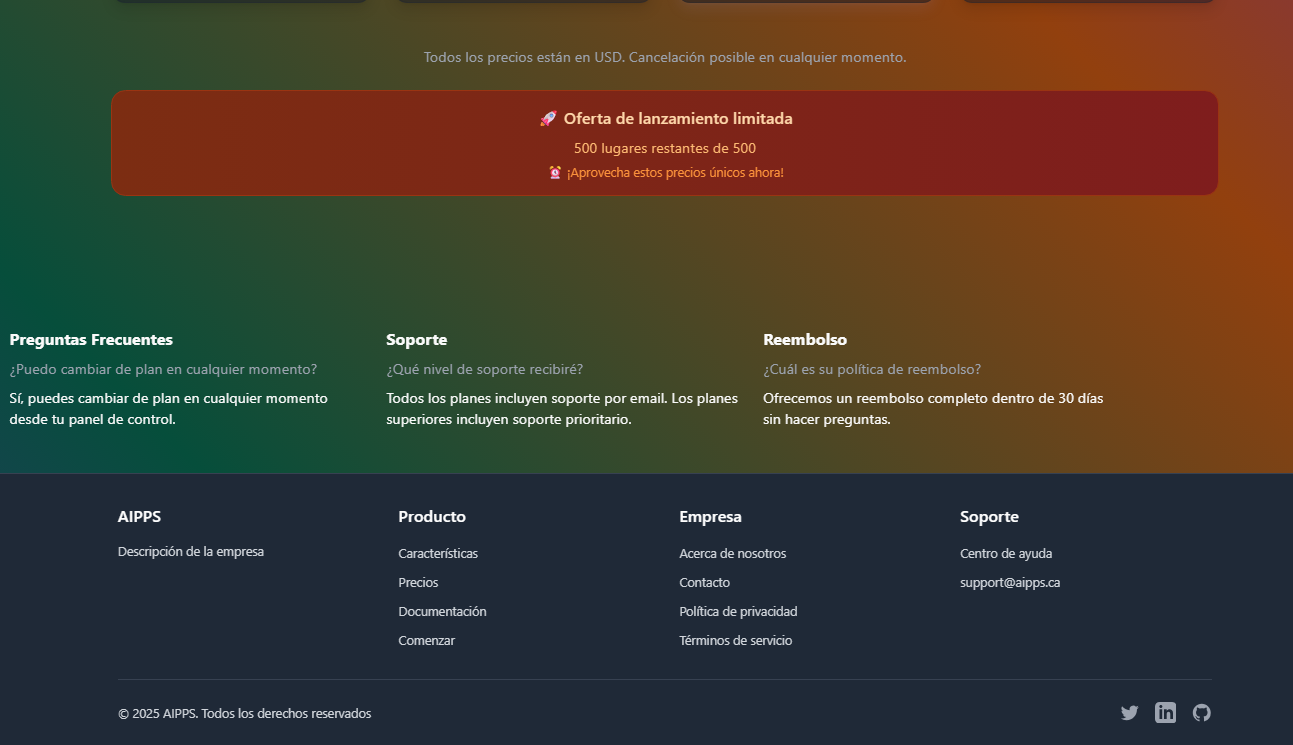 Todos los precios están en USD. Cancelación posible en cualquier momento.
🚀 Oferta de lanzamiento limitada
500 lugares restantes de 500
⏰ ¡Aprovecha estos precios únicos ahora!
Preguntas Frecuentes
¿Puedo cambiar de plan en cualquier momento?
Sí, puedes cambiar de plan en cualquier momento
desde tu panel de control.
Soporte
¿Qué nivel de soporte recibiré?
Todos los planes incluyen soporte por email. Los planes
superiores incluyen soporte prioritario.
Reembolso
¿Cuál es su política de reembolso?
Ofrecemos un reembolso completo dentro de 30 días
sin hacer preguntas.
AIPPS
Descripción de la empresa
Producto
Características
Precios
Documentación
Comenzar
Empresa
Acerca de nosotros
Contacto
Política de privacidad
Términos de servicio
Soporte
Centro de ayuda
support@aipps.ca
© 2025 AIPPS. Todos los derechos reservados